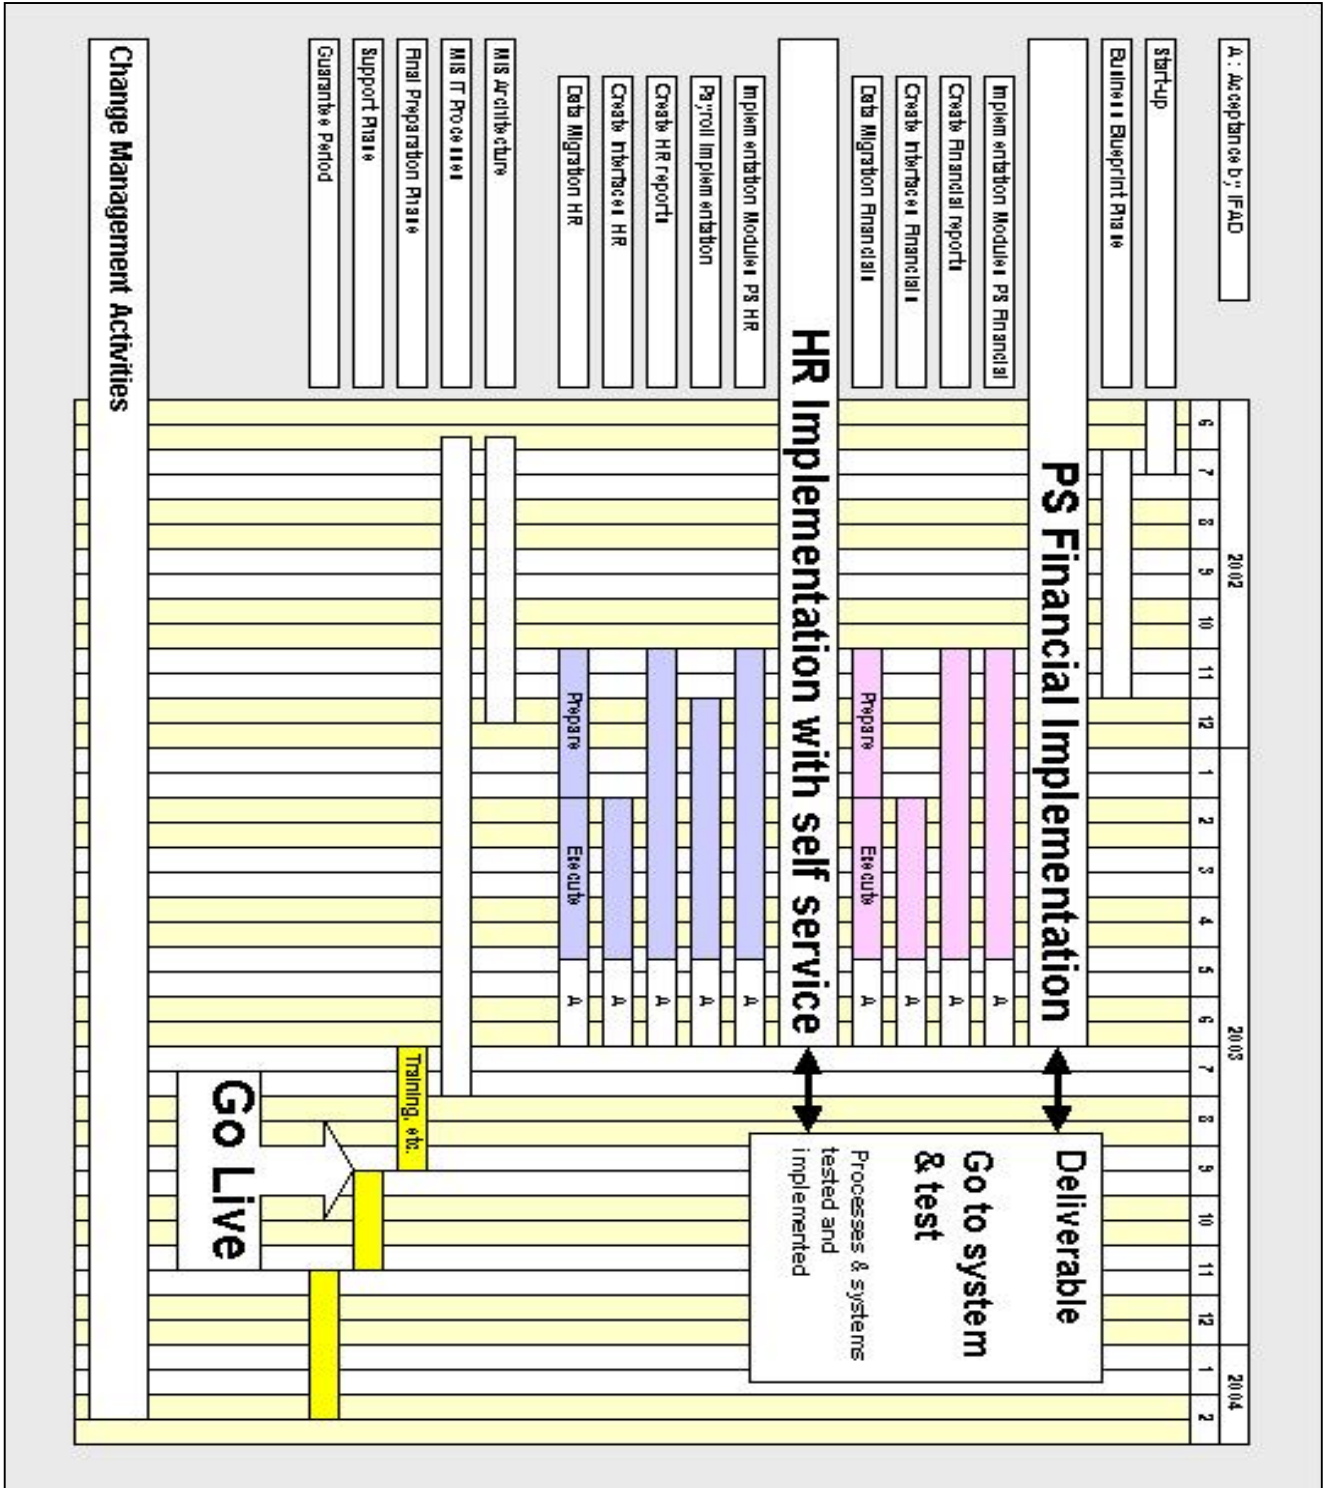 A : Acceptance by IFAD
2002
2003
2004
6 7 8 9 10 11 12 1 2 3 4 5 6 7 8 9 10 11 12 1 2
Start-up
Business Blueprint Phase
PS Financial Implementation
Deliverable
Go to system
& test
Processes & systems
tested and
implemented
Implementation Modules PS Financial
A
Create Financial reports
A
Create Interfaces Financials
A
Data Migration Financials
Prepare
Execute
A
HR Implementation with self service
Implementation Modules PS HR
A
Payroll Implementation
A
Create HR reports
A
Create Interfaces HR
A
Data Migration HR
Prepare
Execute
A
MIS Architecture
MIS IT Processes
Final Preparation Phase
Training, etc.
Support Phase
Guarantee Period
Go Live
Change Management Activities